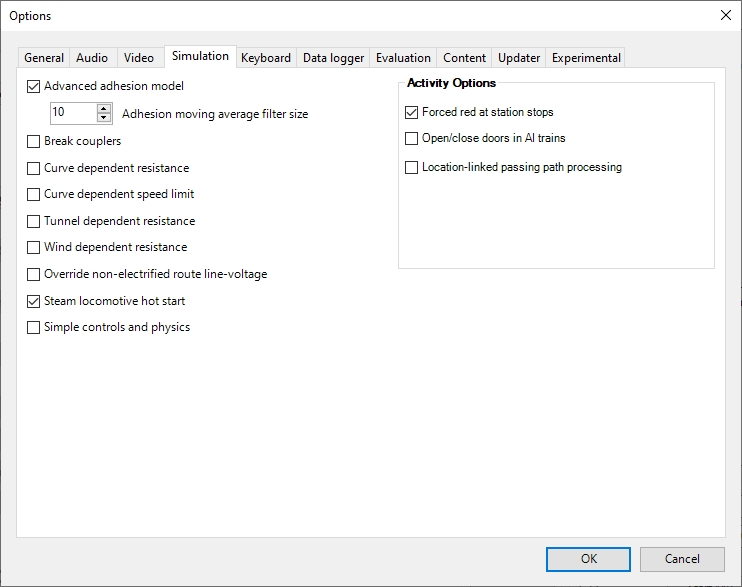 Options
General Audio Video Simulation Keyboard Data logger Evaluation Content Updater Experimental
Advanced adhesion model
10 Adhesion moving average filter size
Break couplers
Curve dependent resistance
Curve dependent speed limit
Tunnel dependent resistance
Wind dependent resistance
Override non-electrified route line-voltage
Steam locomotive hot start
Simple controls and physics
Activity Options
Forced red at station stops
Open/close doors in AI trains
Location-linked passing path processing
OK Cancel